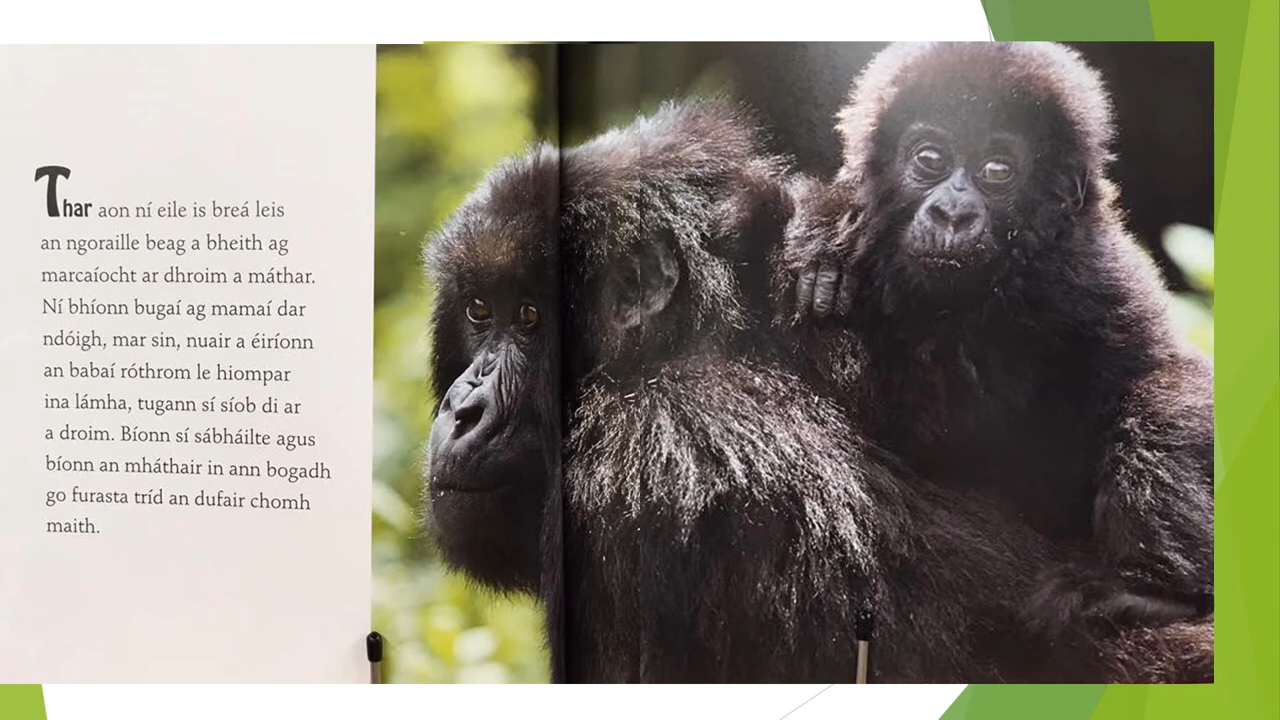 Thar aon ní eile is breá leis
an ngoraille beag a bheith ag
marcaíocht ar dhroim a máthar.
Ní bhíonn bugaí ag mamaí dar
ndóigh, mar sin, nuair a éiríonn
an babaí róthrom le hiompar
ina lámha, tugann sí síob di ar
a droim. Bíonn sí sábháilte agus
bíonn an mháthair in ann bogadh
go furasta tríd an dufair chomh
maith.